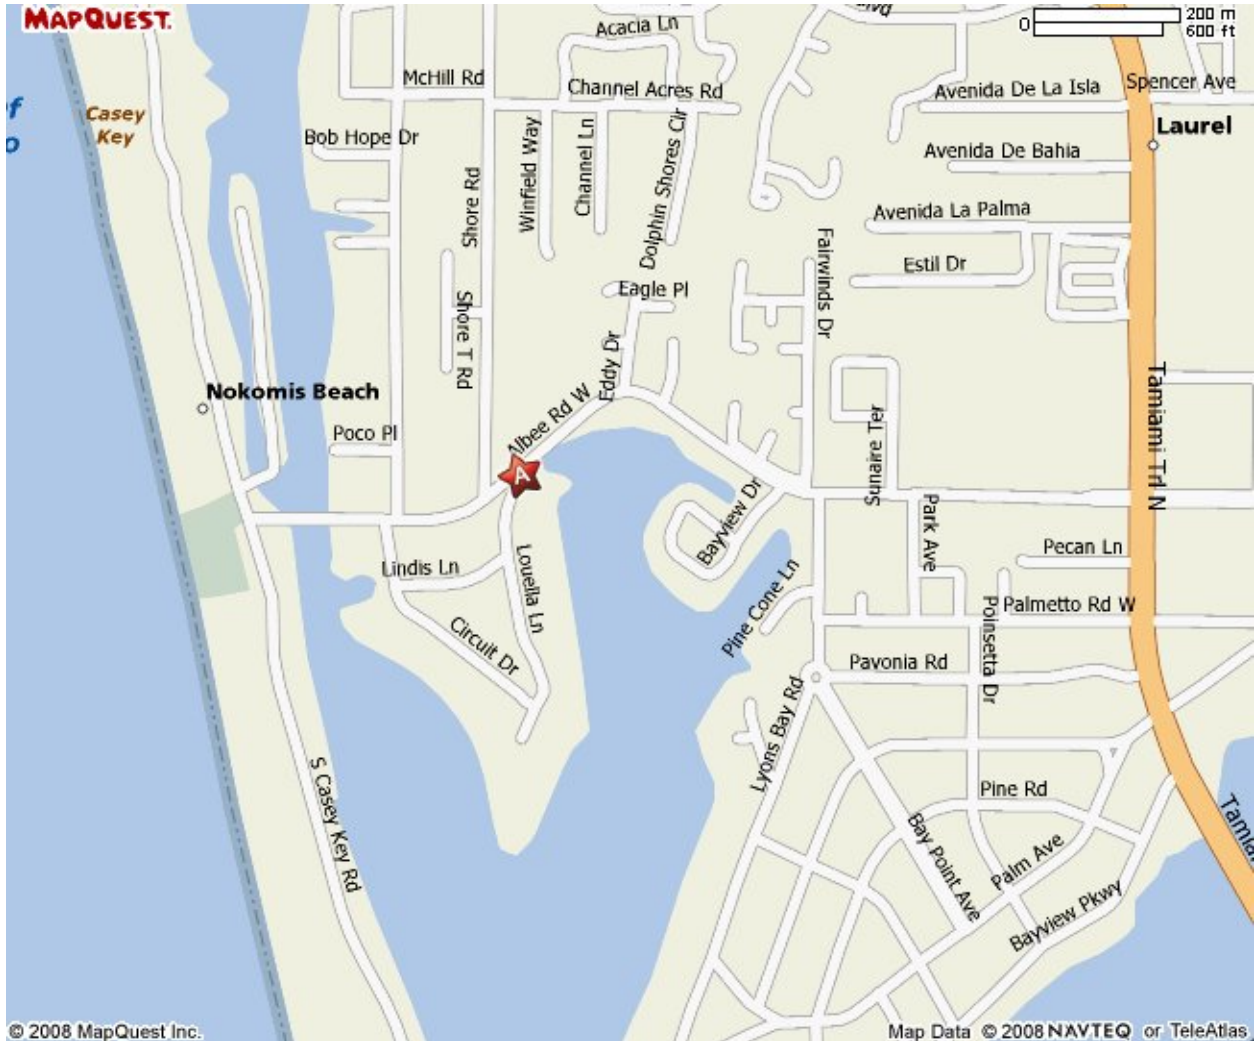 MAPQUEST.
Blvd
0
200 m
600 ft
Acacia Ln
McHill Rd
Channel Acres Rd
Avenida De La Isla
Spencer Ave
of
o
Casey
Key
Bob Hope Dr
Laurel
Shore Rd
Winfield Way
Channel Ln
Dolphin Shores Cir
Avenida De Bahia
Avenida La Palma
Fairwinds Dr
Estil Dr
Eagle Pl
Shore T Rd
Eddy Dr
Nokomis Beach
Tamiami Trl N
Albee Rd W
Poco Pl
Sunaire Ter
A
Bayview Dr
Park Ave
Pecan Ln
Lindis Ln
Louella Ln
Pine Cone Ln
Palmetto Rd W
Poinsetta Dr
Circuit Dr
Pavonia Rd
Lyons Bay Rd
S Casey Key Rd
Pine Rd
Bay Point Ave
Palm Ave
Bayview Pkwy
© 2008 MapQuest Inc.
Map Data © 2008 NAVTEQ or TeleAtlas